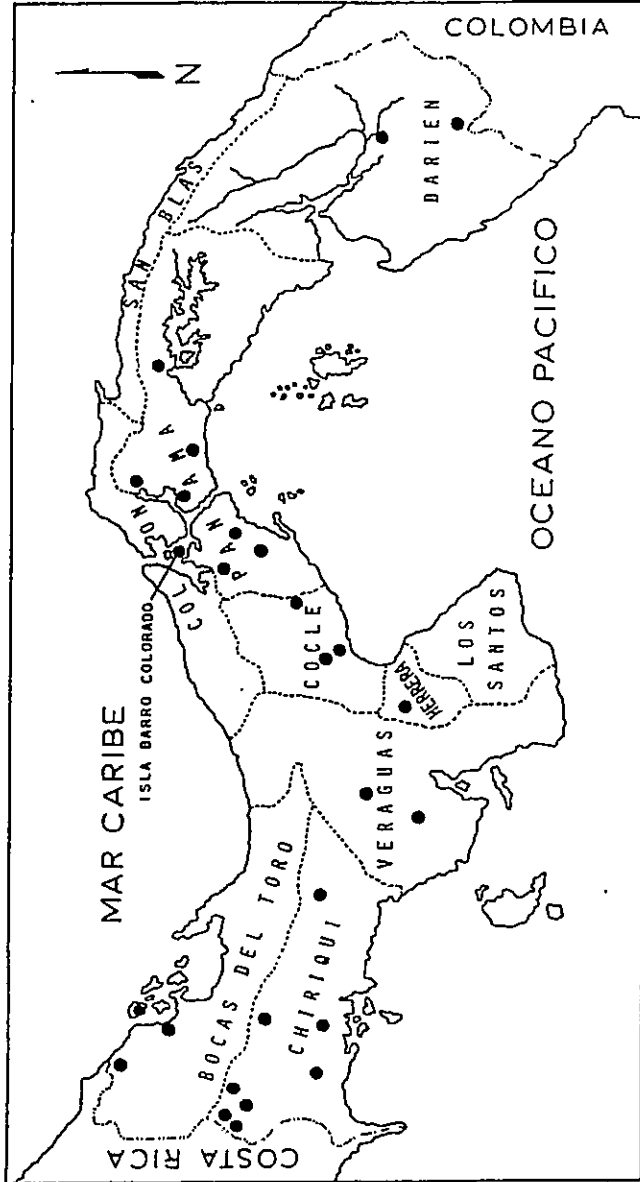 MAR CARIBE
ISLA BARRO COLORADO
N
COLOMBIA
COSTA RICA
SAN BLAS
COLON
PANAMA
DARIEN
COCLE
BOCAS DEL TORO
CHIRIQUI
VERAGUAS
HERRERA
LOS
SANTOS
OCEANO PACIFICO